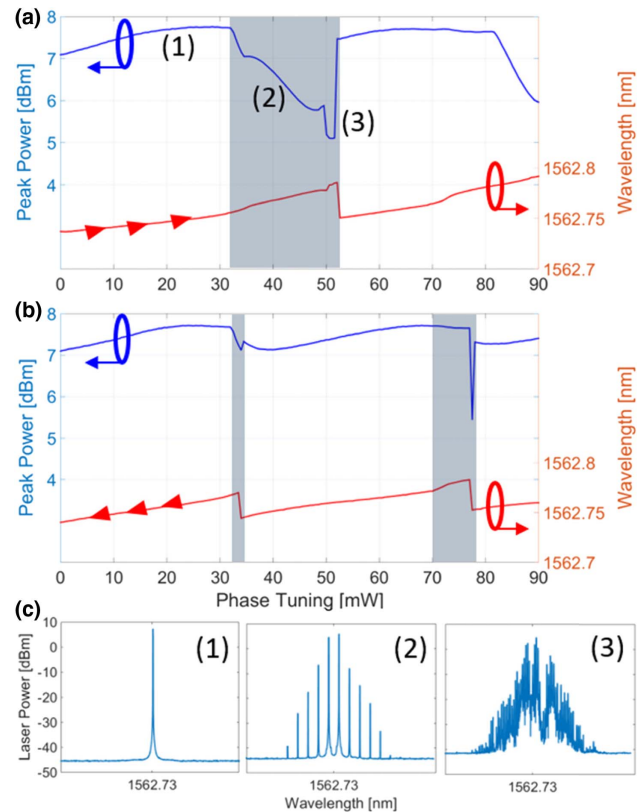 (a)
8
7
6
5
4
Peak Power [dBm]
(1)
(2)
(3)
1562.8
1562.75
1562.7
Wavelength [nm]
0 10 20 30 40 50 60 70 80 90
(b)
8
7
6
5
4
Peak Power [dBm]
1562.8
1562.75
1562.7
Wavelength [nm]
0 10 20 30 40 50 60 70 80 90
Phase Tuning [mW]
(c)
10
0
-10
-20
-30
-40
-50
Laser Power [dBm]
(1)
(2)
(3)
1562.73 1562.73 1562.73
Wavelength [nm]